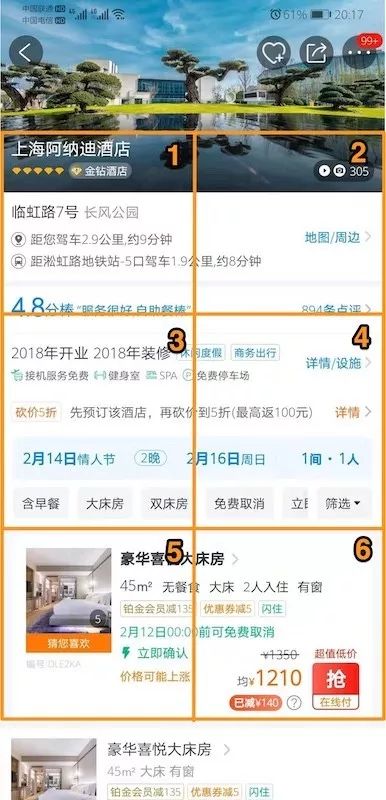 中国联通 HD 4G
中国电信 HD 4G
61% 20:17
99+
上海阿纳迪酒店 1 2
金钻酒店 305
临虹路7号 长风公园
距您驾车2.9公里,约9分钟 地图/周边
距淞虹路地铁站-5口驾车1.9公里,约8分钟
4.8分棒 “服务很好 自助餐棒” 894条点评
3 4
2018年开业 2018年装修 休闲度假 商务出行 详情/设施
接机服务免费 健身室 SPA P 免费停车场
砍价5折 先预订该酒店，再砍价到5折(最高返100元) 详情
2月14日情人节 2晚 2月16日周日 1间·1人
含早餐 大床房 双床房 免费取消 筛选
5 6
豪华喜悦大床房
45m² 无餐食 大床 2人入住 有窗
铂金会员减135 优惠券减5 闪住
5
2月12日00:00前可免费取消
猜您喜欢 立即确认
编号:DLE2KA 价格可能上涨
¥1350 超值低价
均¥1210 抢
已减¥140 ? 在线付
豪华喜悦大床房
45m² 大床 有窗
铂金会员减135 优惠券减5 闪住